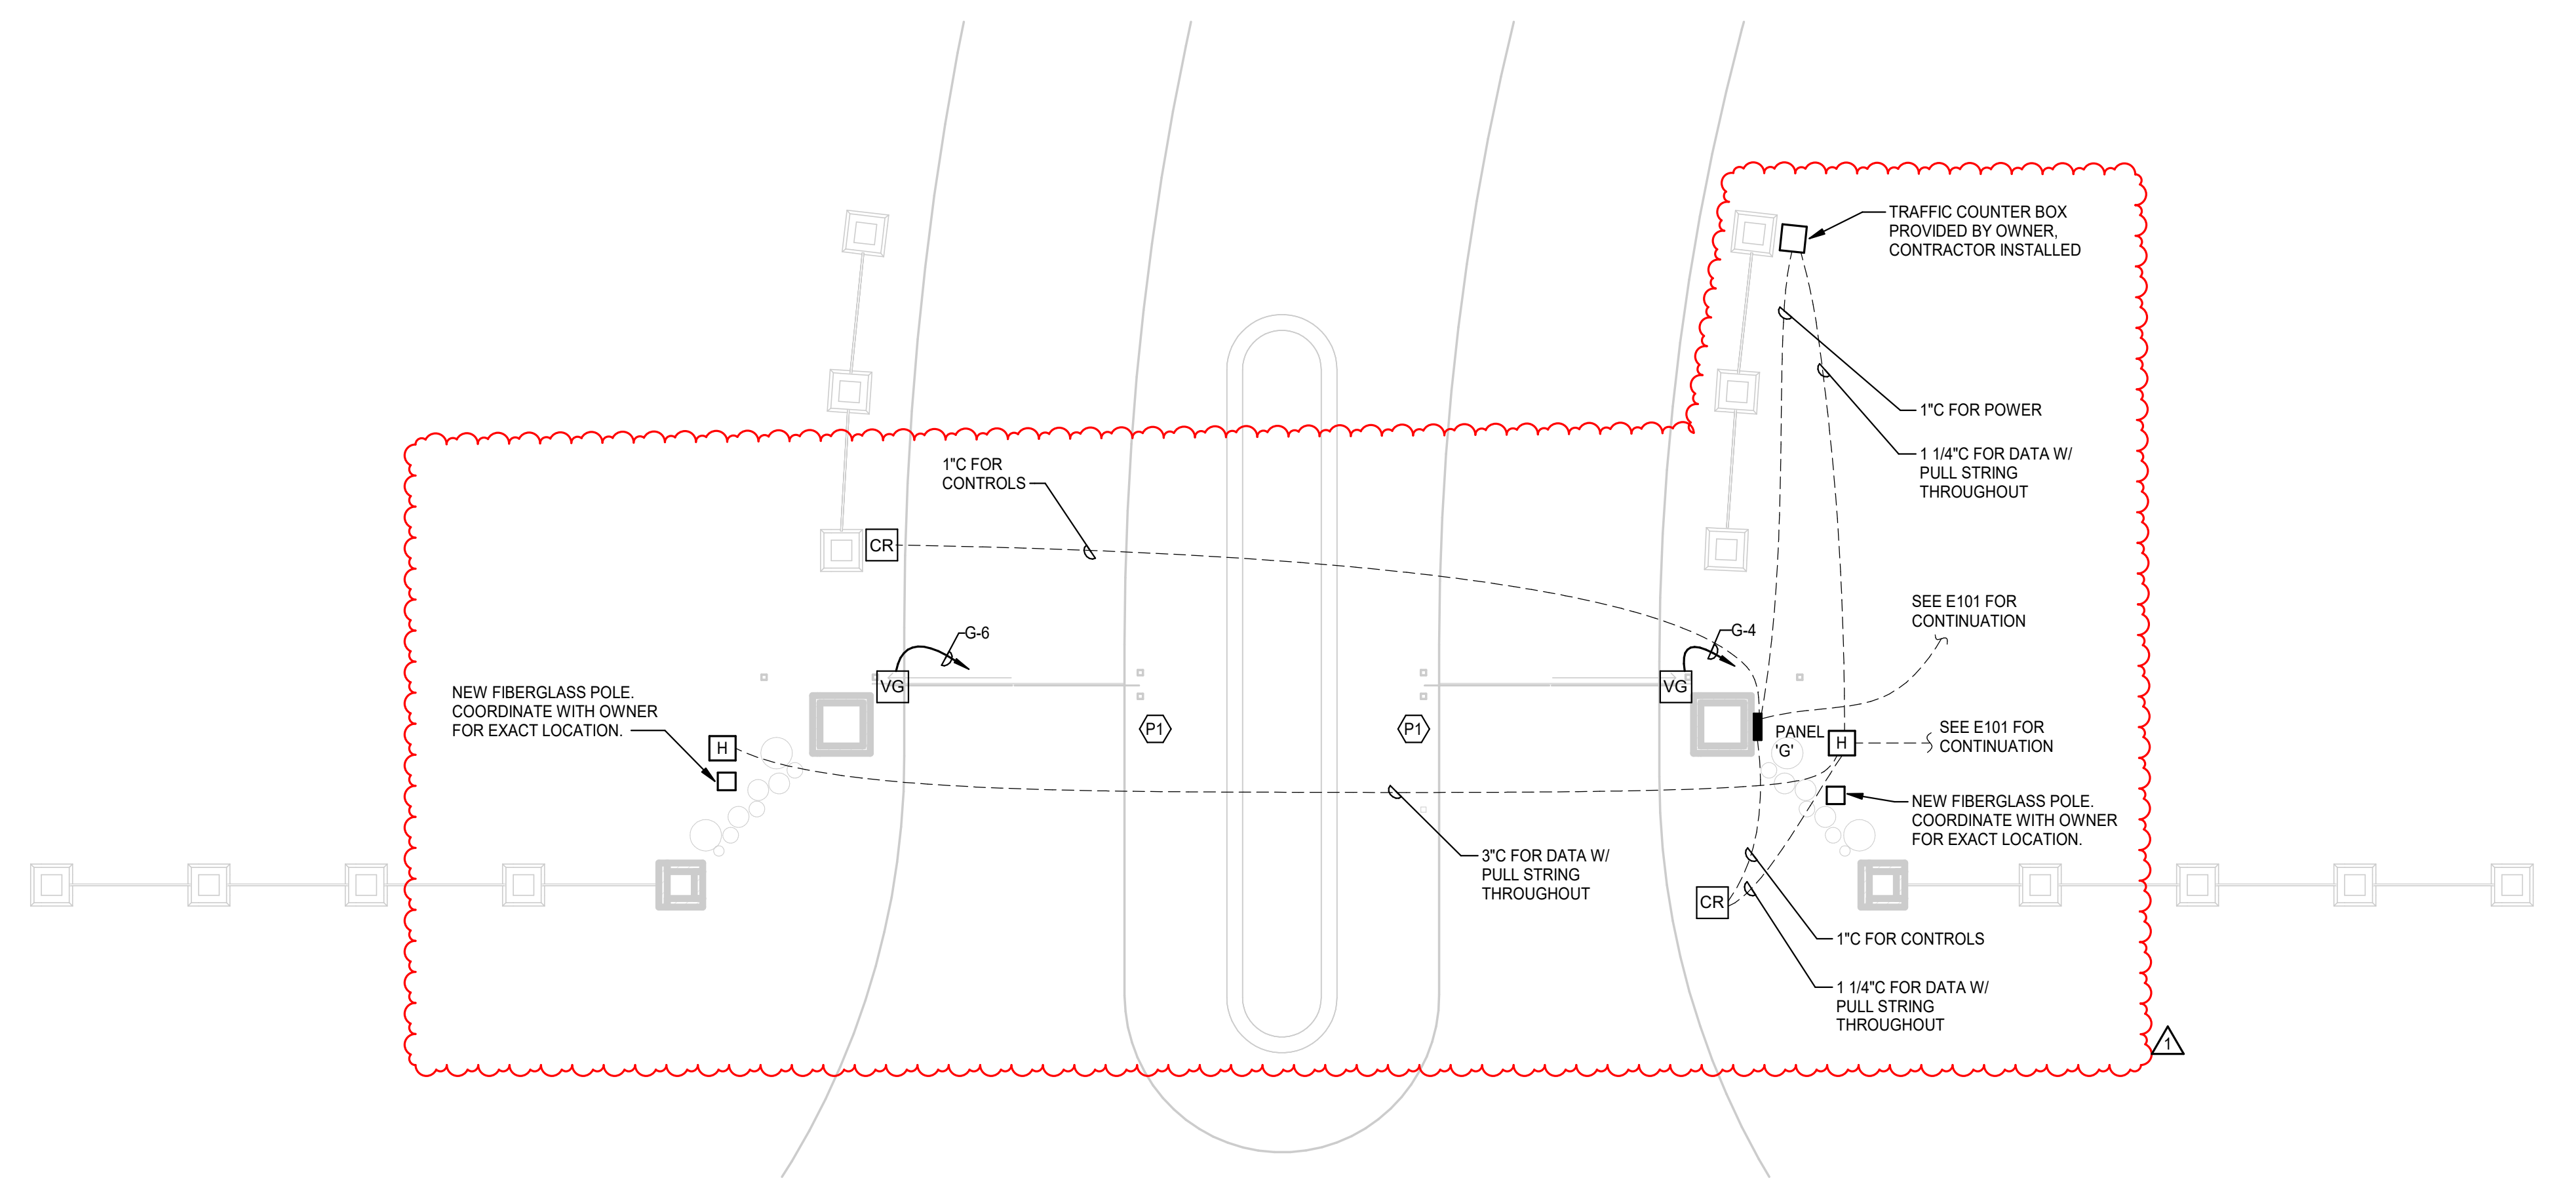 TRAFFIC COUNTER BOX
PROVIDED BY OWNER,
CONTRACTOR INSTALLED
1"C FOR POWER
1 1/4"C FOR DATA W/
PULL STRING
THROUGHOUT
1"C FOR
CONTROLS
CR
SEE E101 FOR
CONTINUATION
G-6
G-4
VG
VG
NEW FIBERGLASS POLE.
COORDINATE WITH OWNER
FOR EXACT LOCATION.
H
P1
P1
PANEL
'G'
H
SEE E101 FOR
CONTINUATION
NEW FIBERGLASS POLE.
COORDINATE WITH OWNER
FOR EXACT LOCATION.
3"C FOR DATA W/
PULL STRING
THROUGHOUT
CR
1"C FOR CONTROLS
1 1/4"C FOR DATA W/
PULL STRING
THROUGHOUT
1